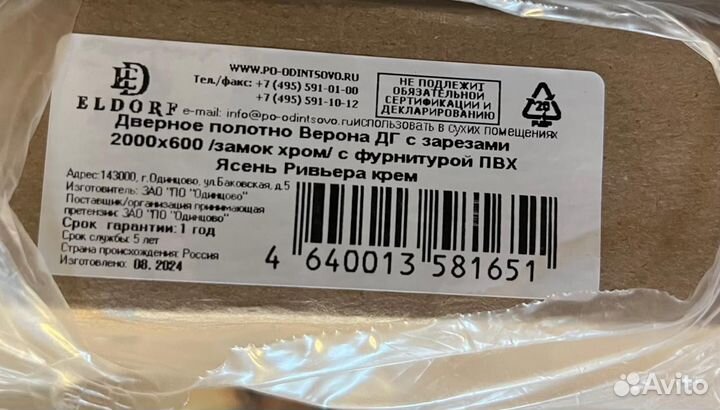 ELDORF
WWW.PO-ODINTSOVO.RU
Тел./факс: +7 (495) 591-01-00
+7 (495) 591-10-12
e-mail: info@po-odintsovo.ru
НЕ ПОДЛЕЖИТ
ОБЯЗАТЕЛЬНОЙ
СЕРТИФИКАЦИИ И
ДЕКЛАРИРОВАНИЮ
использовать в сухих помещениях
Дверное полотно Верона ДГ с зарезами
2000х600 /замок хром/ с фурнитурой ПВХ
Ясень Ривьера крем
Адрес: 143000, г.Одинцово, ул.Баковская, д.5
Изготовитель: ЗАО "ПО "Одинцово"
Поставщик/организация принимающая
претензии: ЗАО "ПО "Одинцово"
Срок гарантии: 1 год
Срок службы: 5 лет
Страна происхождения: Россия
Изготовлено: 08.2024
4 640013 581651
Avito